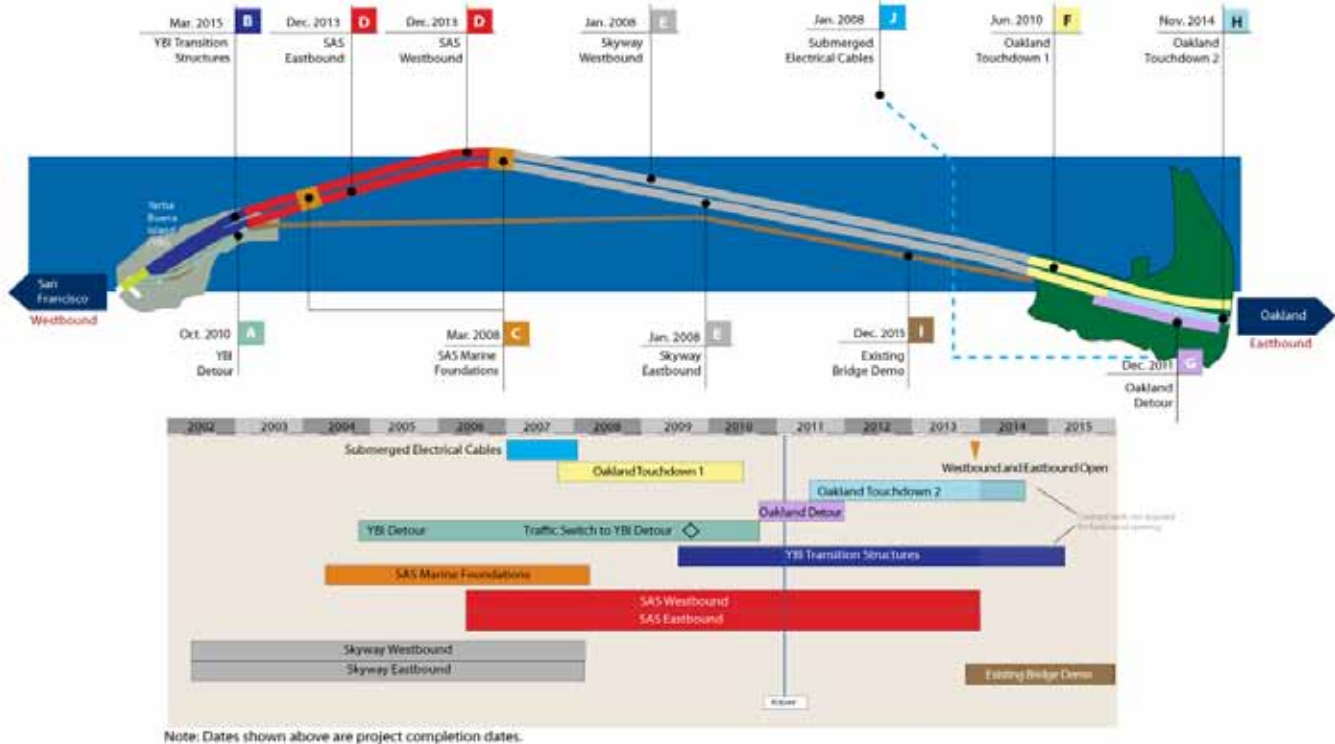 Mar. 2015 B
YBI Transition
Structures
Dec. 2013 D
SAS
Eastbound
Dec. 2013 D
SAS
Westbound
Jan. 2008 E
Skyway
Westbound
Jan. 2008 J
Submerged
Electrical Cables
Jun. 2010 F
Oakland
Touchdown 1
Nov. 2014 H
Oakland
Touchdown 2
Yerba
Buena
Island
San
Francisco
Westbound
Oakland
Eastbound
Oct. 2010 A
YBI
Detour
Mar. 2008 C
SAS Marine
Foundations
Jan. 2008 E
Skyway
Eastbound
Dec. 2015 I
Existing
Bridge Demo
Dec. 2011 G
Oakland
Detour
2002 2003 2004 2005 2006 2007 2008 2009 2010 2011 2012 2013 2014 2015
Submerged Electrical Cables
Oakland Touchdown 1
Westbound and Eastbound Open
Oakland Touchdown 2
Oakland Detour
YBI Detour Traffic Switch to YBI Detour
YBI Transition Structures
SAS Marine Foundations
SAS Westbound
SAS Eastbound
Skyway Westbound
Skyway Eastbound
Existing Bridge Demo
Note: Dates shown above are project completion dates.